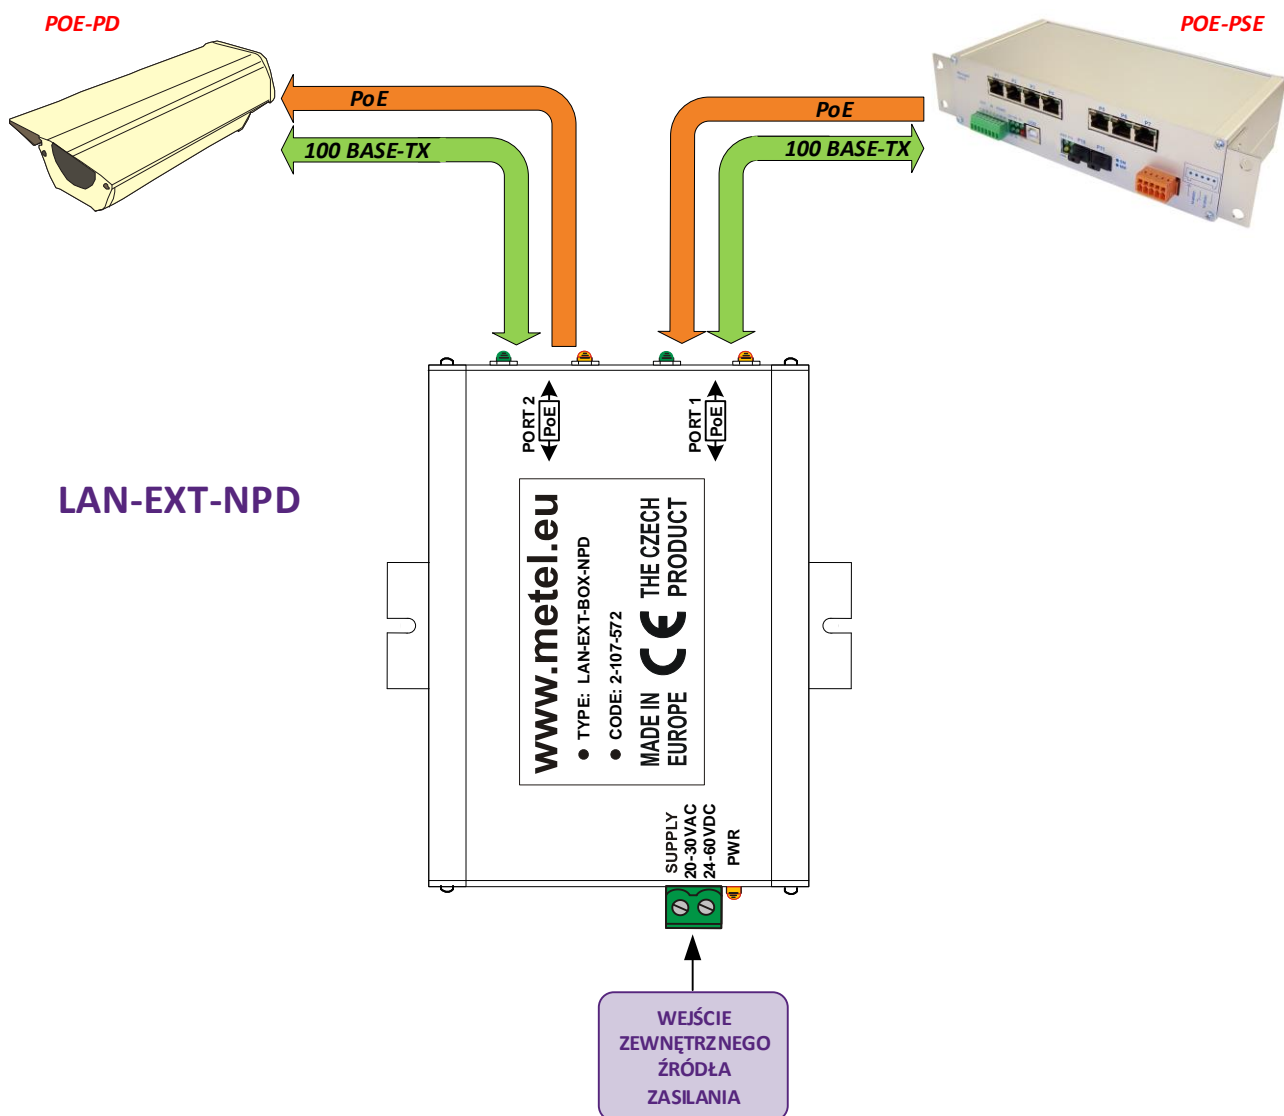 POE-PD
POE-PSE
PoE
100 BASE-TX
PoE
100 BASE-TX
PORT 2
PoE
PORT 1
PoE
LAN-EXT-NPD
www.metel.eu
● TYPE: LAN-EXT-BOX-NPD
● CODE: 2-107-572
MADE IN
EUROPE
CE
THE CZECH
PRODUCT
SUPPLY
20-30VAC
24-60VDC
PWR
WEJŚCIE
ZEWNĘTRZNEGO
ŹRÓDŁA
ZASILANIA